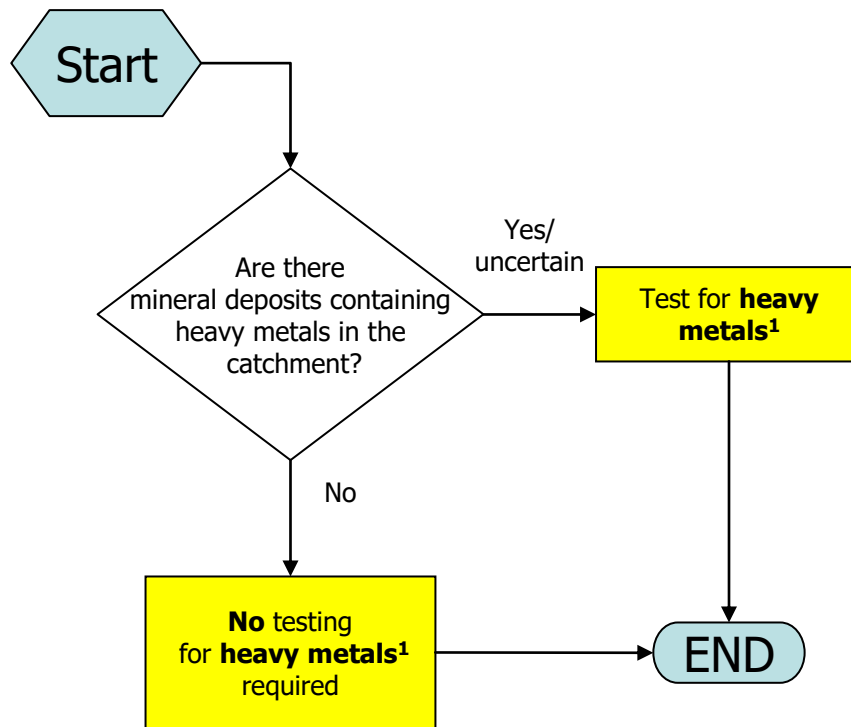 Start
Are there
mineral deposits containing
heavy metals in the
catchment?
Yes/
uncertain
Test for heavy
metals¹
No
No testing
for heavy metals¹
required
END